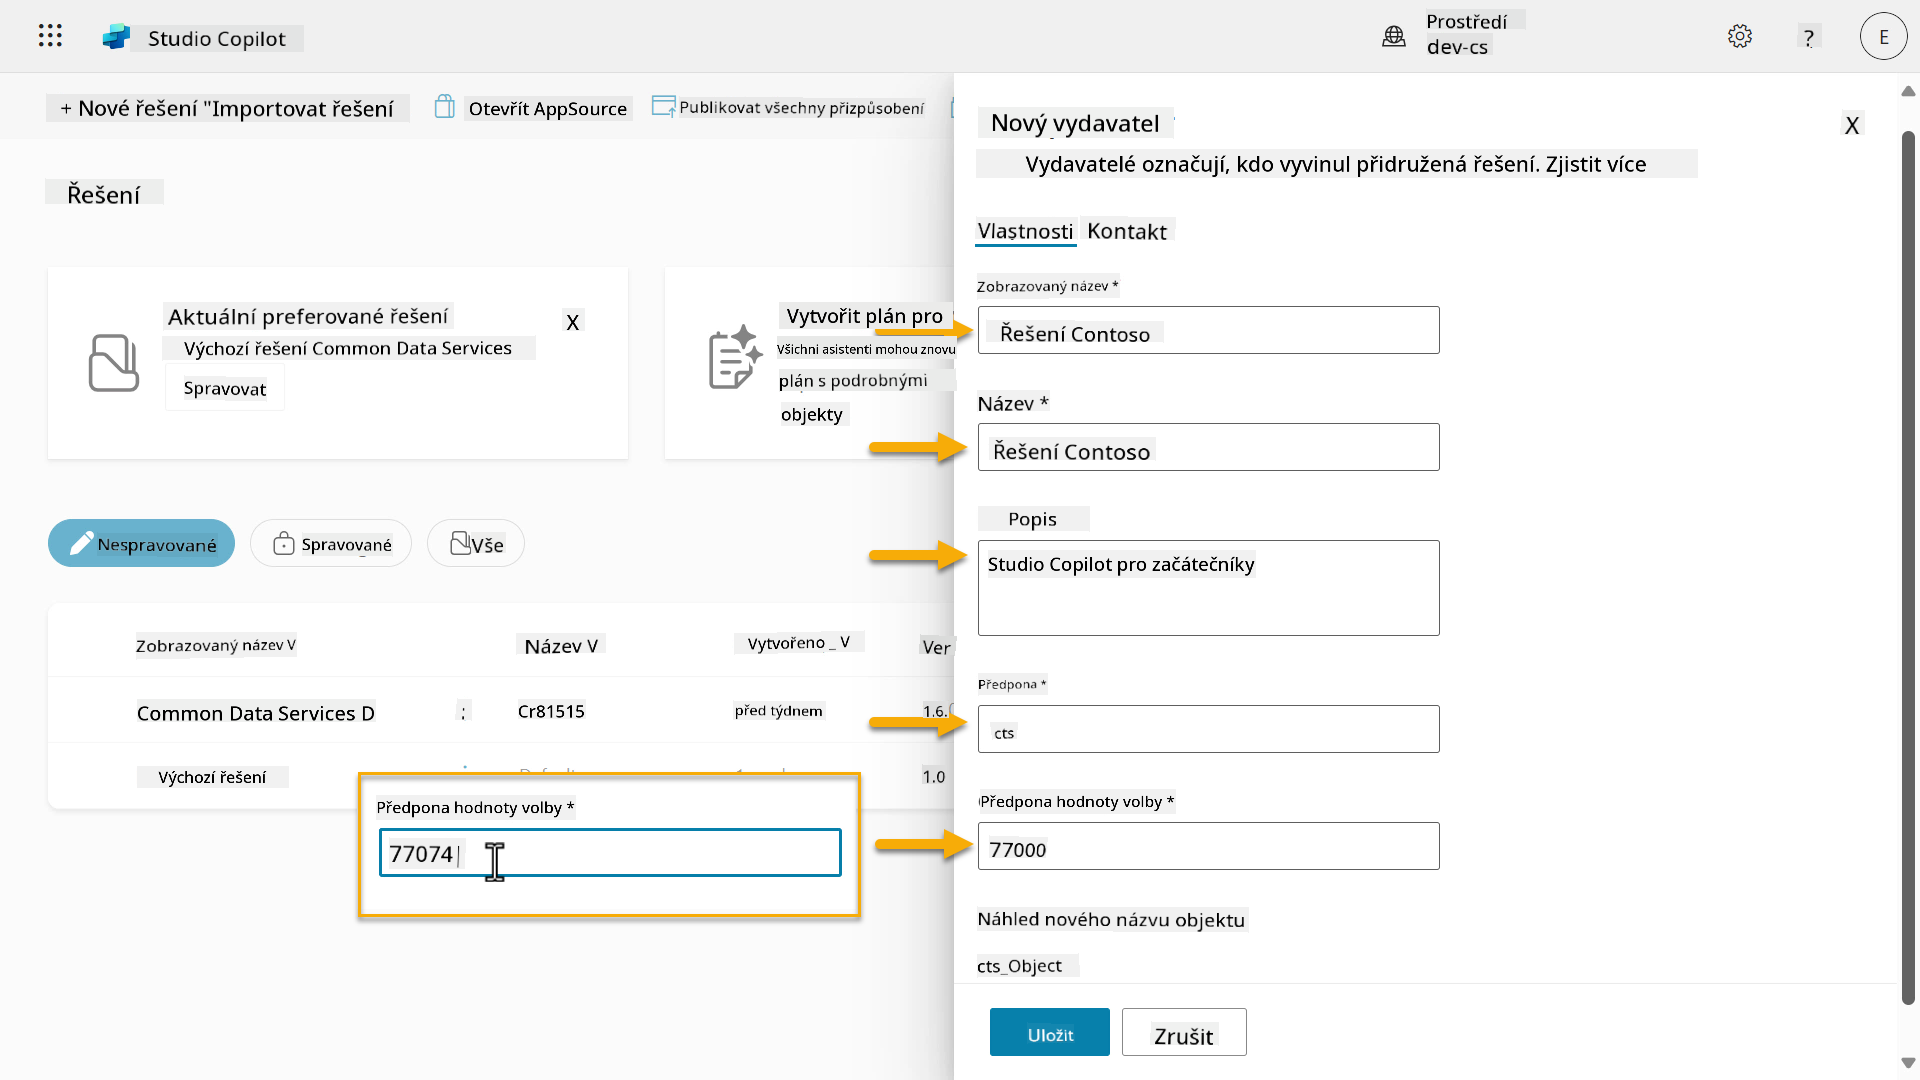 Studio Copilot
Prostředí
dev-cs
?
E
+ Nové řešení "Importovat řešení
Otevřít AppSource
Publikovat všechny přizpůsobení
Řešení
Aktuální preferované řešení
X
Výchozí řešení Common Data Services
Spravovat
Vytvořit plán pro
Všichni asistenti mohou znovu
plán s podrobnými
objekty
Nespravované
Spravované
Vše
Zobrazovaný název V
Název V
Vytvořeno _ V
Ver
Common Data Services D
:
Cr81515
před týdnem
1.6.
Výchozí řešení
1.0
Předpona hodnoty volby *
77074
Nový vydavatel
X
Vydavatelé označují, kdo vyvinul přidružená řešení. Zjistit více
Vlastnosti
Kontakt
Zobrazovaný název *
Řešení Contoso
Název *
Řešení Contoso
Popis
Studio Copilot pro začátečníky
Předpona *
cts
Předpona hodnoty volby *
77000
Náhled nového názvu objektu
cts_Object
Uložit
Zrušit